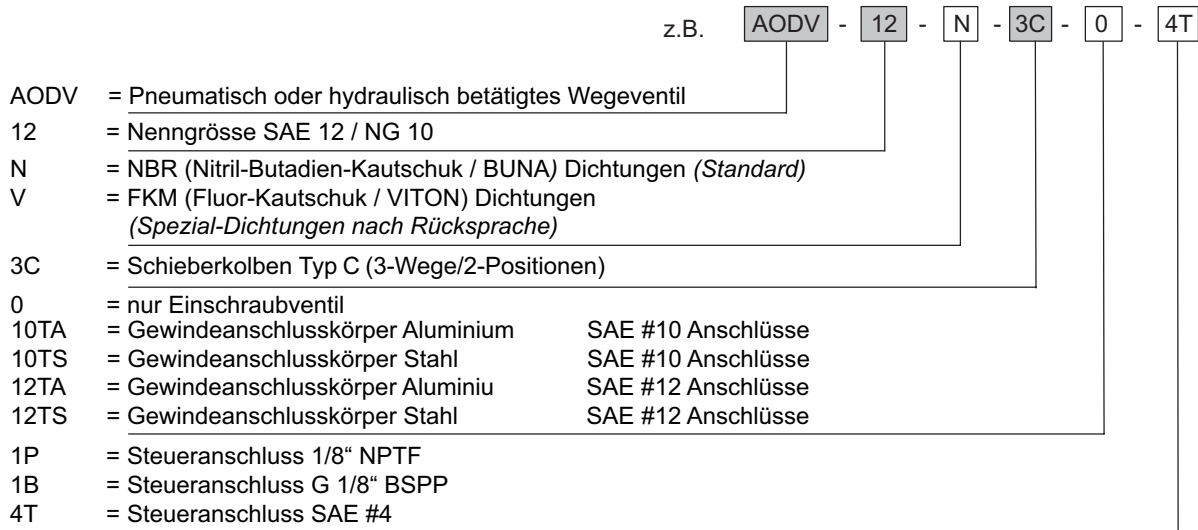 z.B. AODV - 12 - N - 3C - 0 - 4T
AODV = Pneumatisch oder hydraulisch betätigtes Wegeventil
12 = Nenngrösse SAE 12 / NG 10
N = NBR (Nitril-Butadien-Kautschuk / BUNA) Dichtungen (Standard)
V = FKM (Fluor-Kautschuk / VITON) Dichtungen
(Spezial-Dichtungen nach Rücksprache)
3C = Schieberkolben Typ C (3-Wege/2-Positionen)
0 = nur Einschraubventil
10TA = Gewindeanschlusskörper Aluminium SAE #10 Anschlüsse
10TS = Gewindeanschlusskörper Stahl SAE #10 Anschlüsse
12TA = Gewindeanschlusskörper Aluminiu SAE #12 Anschlüsse
12TS = Gewindeanschlusskörper Stahl SAE #12 Anschlüsse
1P = Steueranschluss 1/8“ NPTF
1B = Steueranschluss G 1/8“ BSPP
4T = Steueranschluss SAE #4